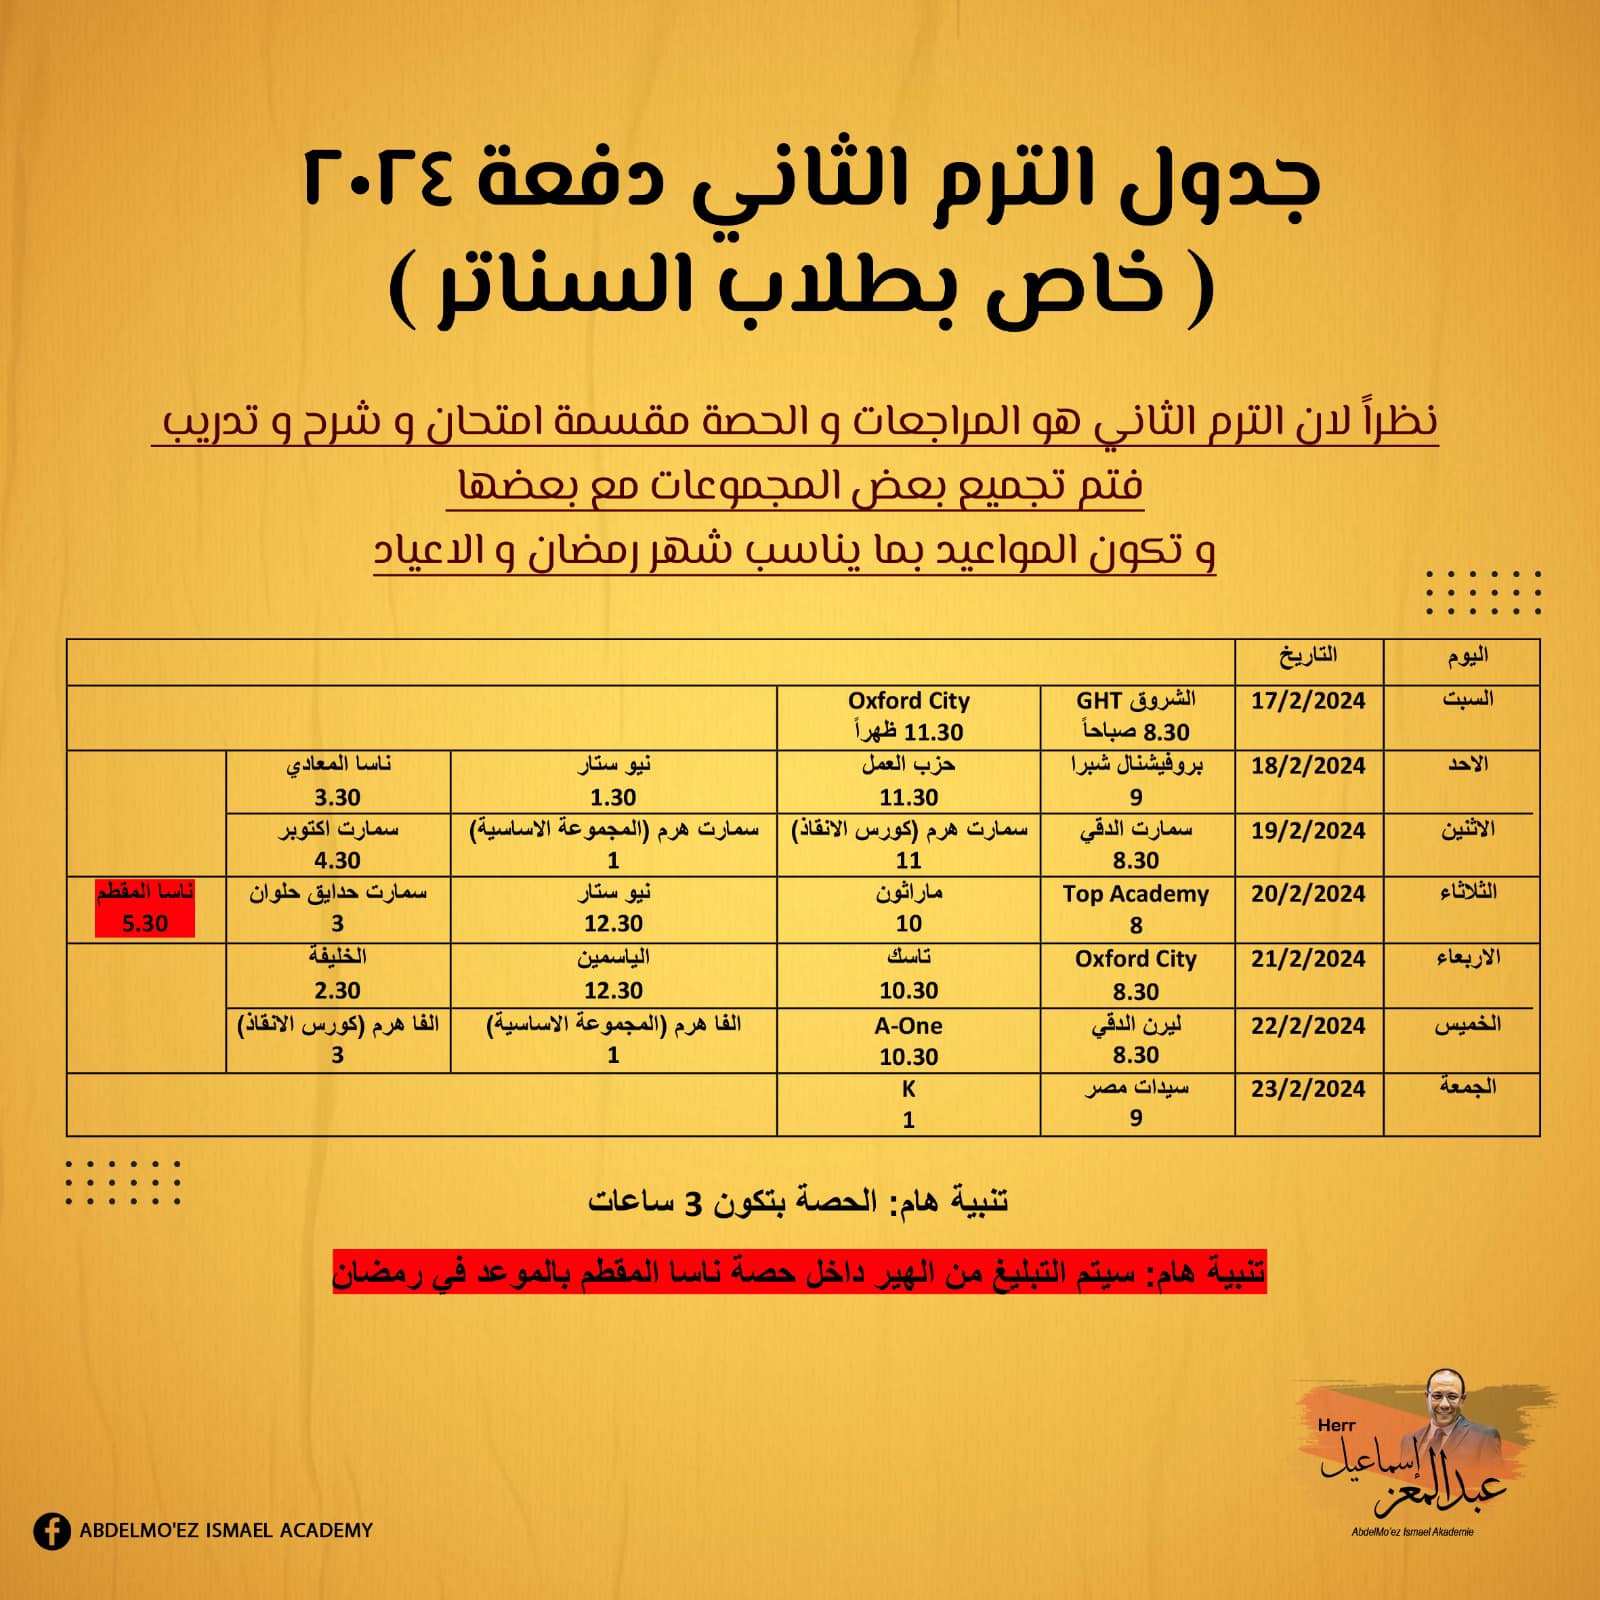 جدول الترم الثاني دفعة ٢٠٢٤
( خاص بطلاب السناتر )
نظراً لان الترم الثاني هو المراجعات و الحصة مقسمة امتحان و شرح و تدريب
فتم تجميع بعض المجموعات مع بعضها
و تكون المواعيد بما يناسب شهر رمضان و الاعياد
اليوم التاريخ
السبت 17/2/2024 الشروق GHT Oxford City
8.30 صباحاً 11.30 ظهراً
الاحد 18/2/2024 بروفيشنال شبرا حزب العمل نيو ستار ناسا المعادي
9 11.30 1.30 3.30
الاثنين 19/2/2024 سمارت الدقي سمارت هرم (كورس الانقاذ) سمارت هرم (المجموعة الاساسية) سمارت اكتوبر
8.30 11 1 4.30
الثلاثاء 20/2/2024 Top Academy ماراثون نيو ستار سمارت حدايق حلوان ناسا المقطم
8 10 12.30 3 5.30
الاربعاء 21/2/2024 Oxford City تاسك الياسمين الخليفة
8.30 10.30 12.30 2.30
الخميس 22/2/2024 ليرن الدقي A-One الفا هرم (المجموعة الاساسية) الفا هرم (كورس الانقاذ)
8.30 10.30 1 3
الجمعة 23/2/2024 سيدات مصر K
9 1
تنبية هام: الحصة بتكون 3 ساعات
تنبية هام: سيتم التبليغ من الهير داخل حصة ناسا المقطم بالموعد في رمضان
Herr
عبدالمعز إسماعيل
AbdelMo'ez Ismael Akademie
ABDELMO'EZ ISMAEL ACADEMY